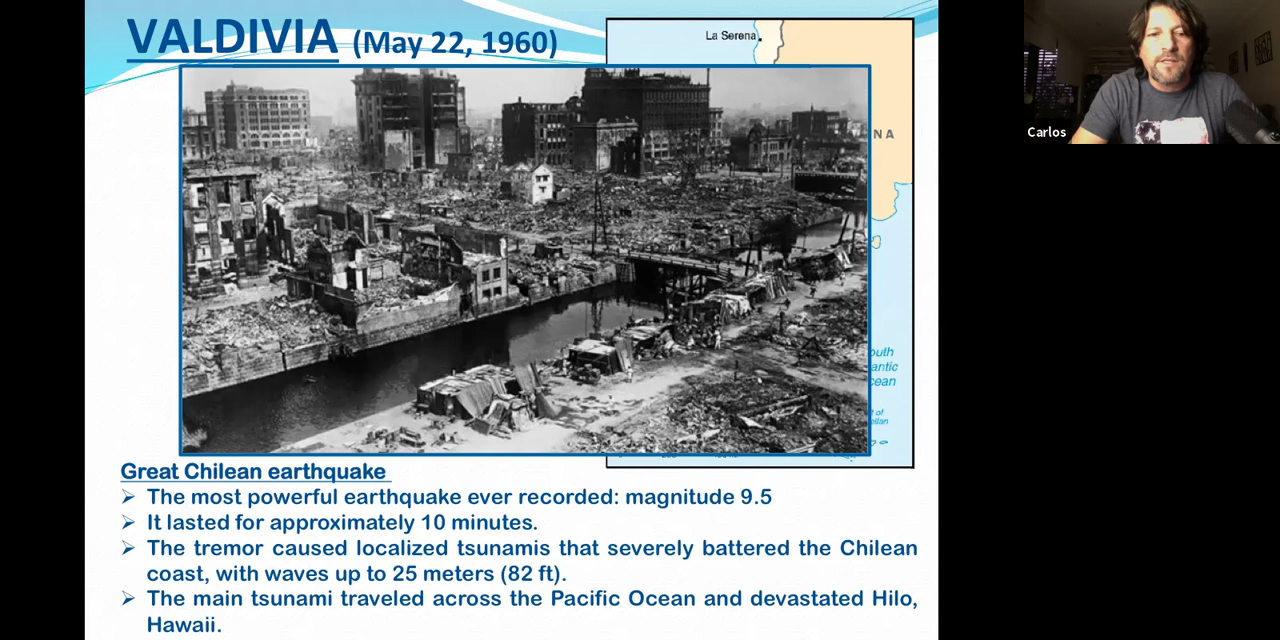 VALDIVIA (May 22, 1960)
La Serena
N A
outh
antic
cean
t of
ellan
Carlos
Great Chilean earthquake
➢ The most powerful earthquake ever recorded: magnitude 9.5
➢ It lasted for approximately 10 minutes.
➢ The tremor caused localized tsunamis that severely battered the Chilean
coast, with waves up to 25 meters (82 ft).
➢ The main tsunami traveled across the Pacific Ocean and devastated Hilo,
Hawaii.